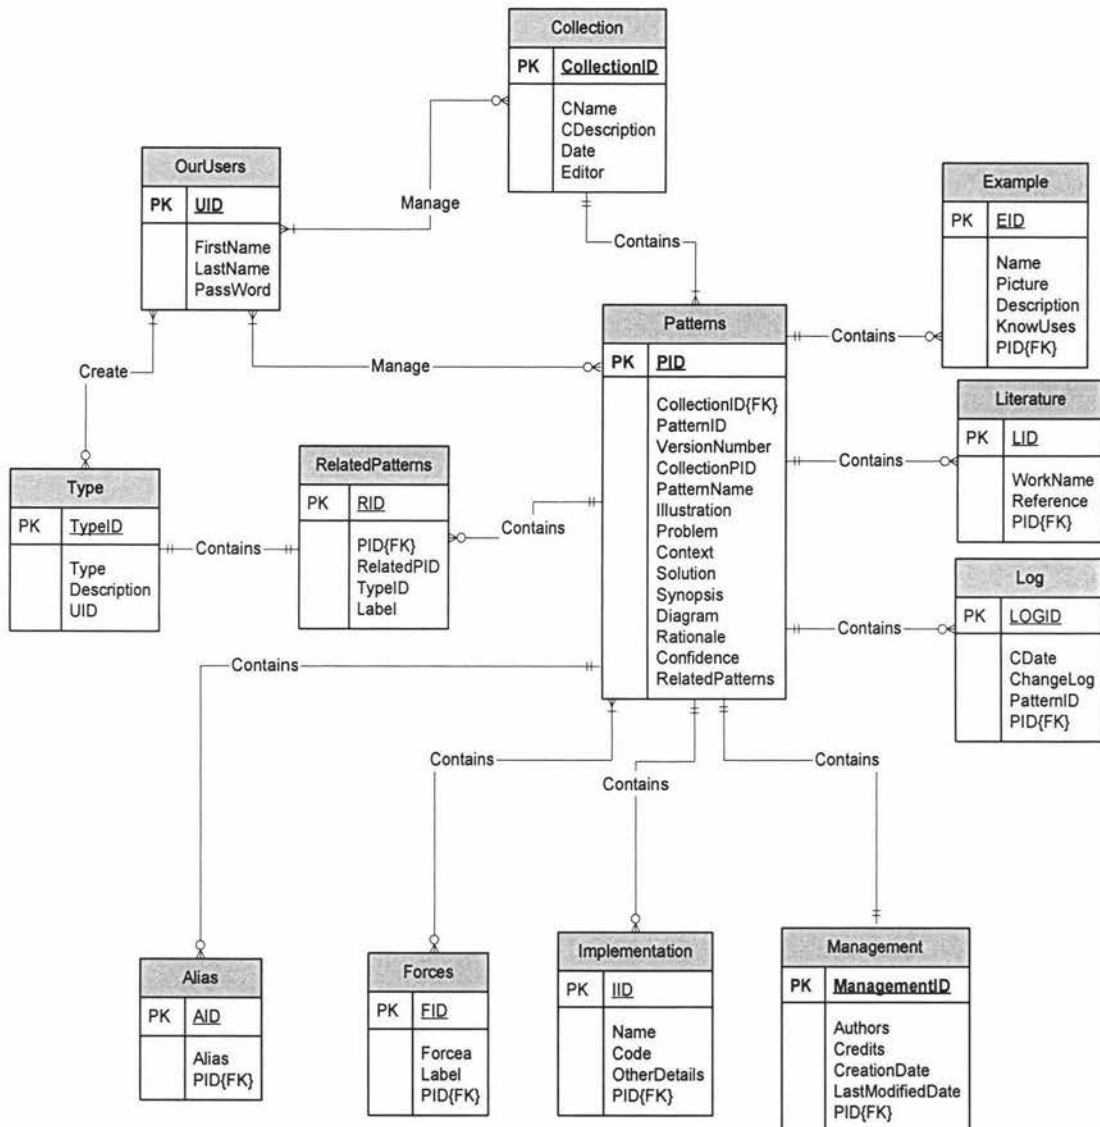 Collection
PK CollectionID
CName
CDescription
Date
Editor
OurUsers
PK UID
FirstName
LastName
PassWord
Manage
Example
PK EID
Name
Picture
Description
KnowUses
PID{FK}
Contains
Patterns
PK PID
CollectionID{FK}
PatternID
VersionNumber
CollectionPID
PatternName
Illustration
Problem
Context
Solution
Synopsis
Diagram
Rationale
Confidence
RelatedPatterns
Contains
Create
Manage
Literature
PK LID
WorkName
Reference
PID{FK}
Contains
Type
PK TypeID
Type
Description
UID
Contains
RelatedPatterns
PK RID
PID{FK}
RelatedPID
TypeID
Label
Contains
Log
PK LOGID
CDate
ChangeLog
PatternID
PID{FK}
Contains
Contains
Contains
Contains
Contains
Alias
PK AID
Alias
PID{FK}
Forces
PK FID
Forcea
Label
PID{FK}
Implementation
PK IID
Name
Code
OtherDetails
PID{FK}
Management
PK ManagementID
Authors
Credits
CreationDate
LastModifiedDate
PID{FK}